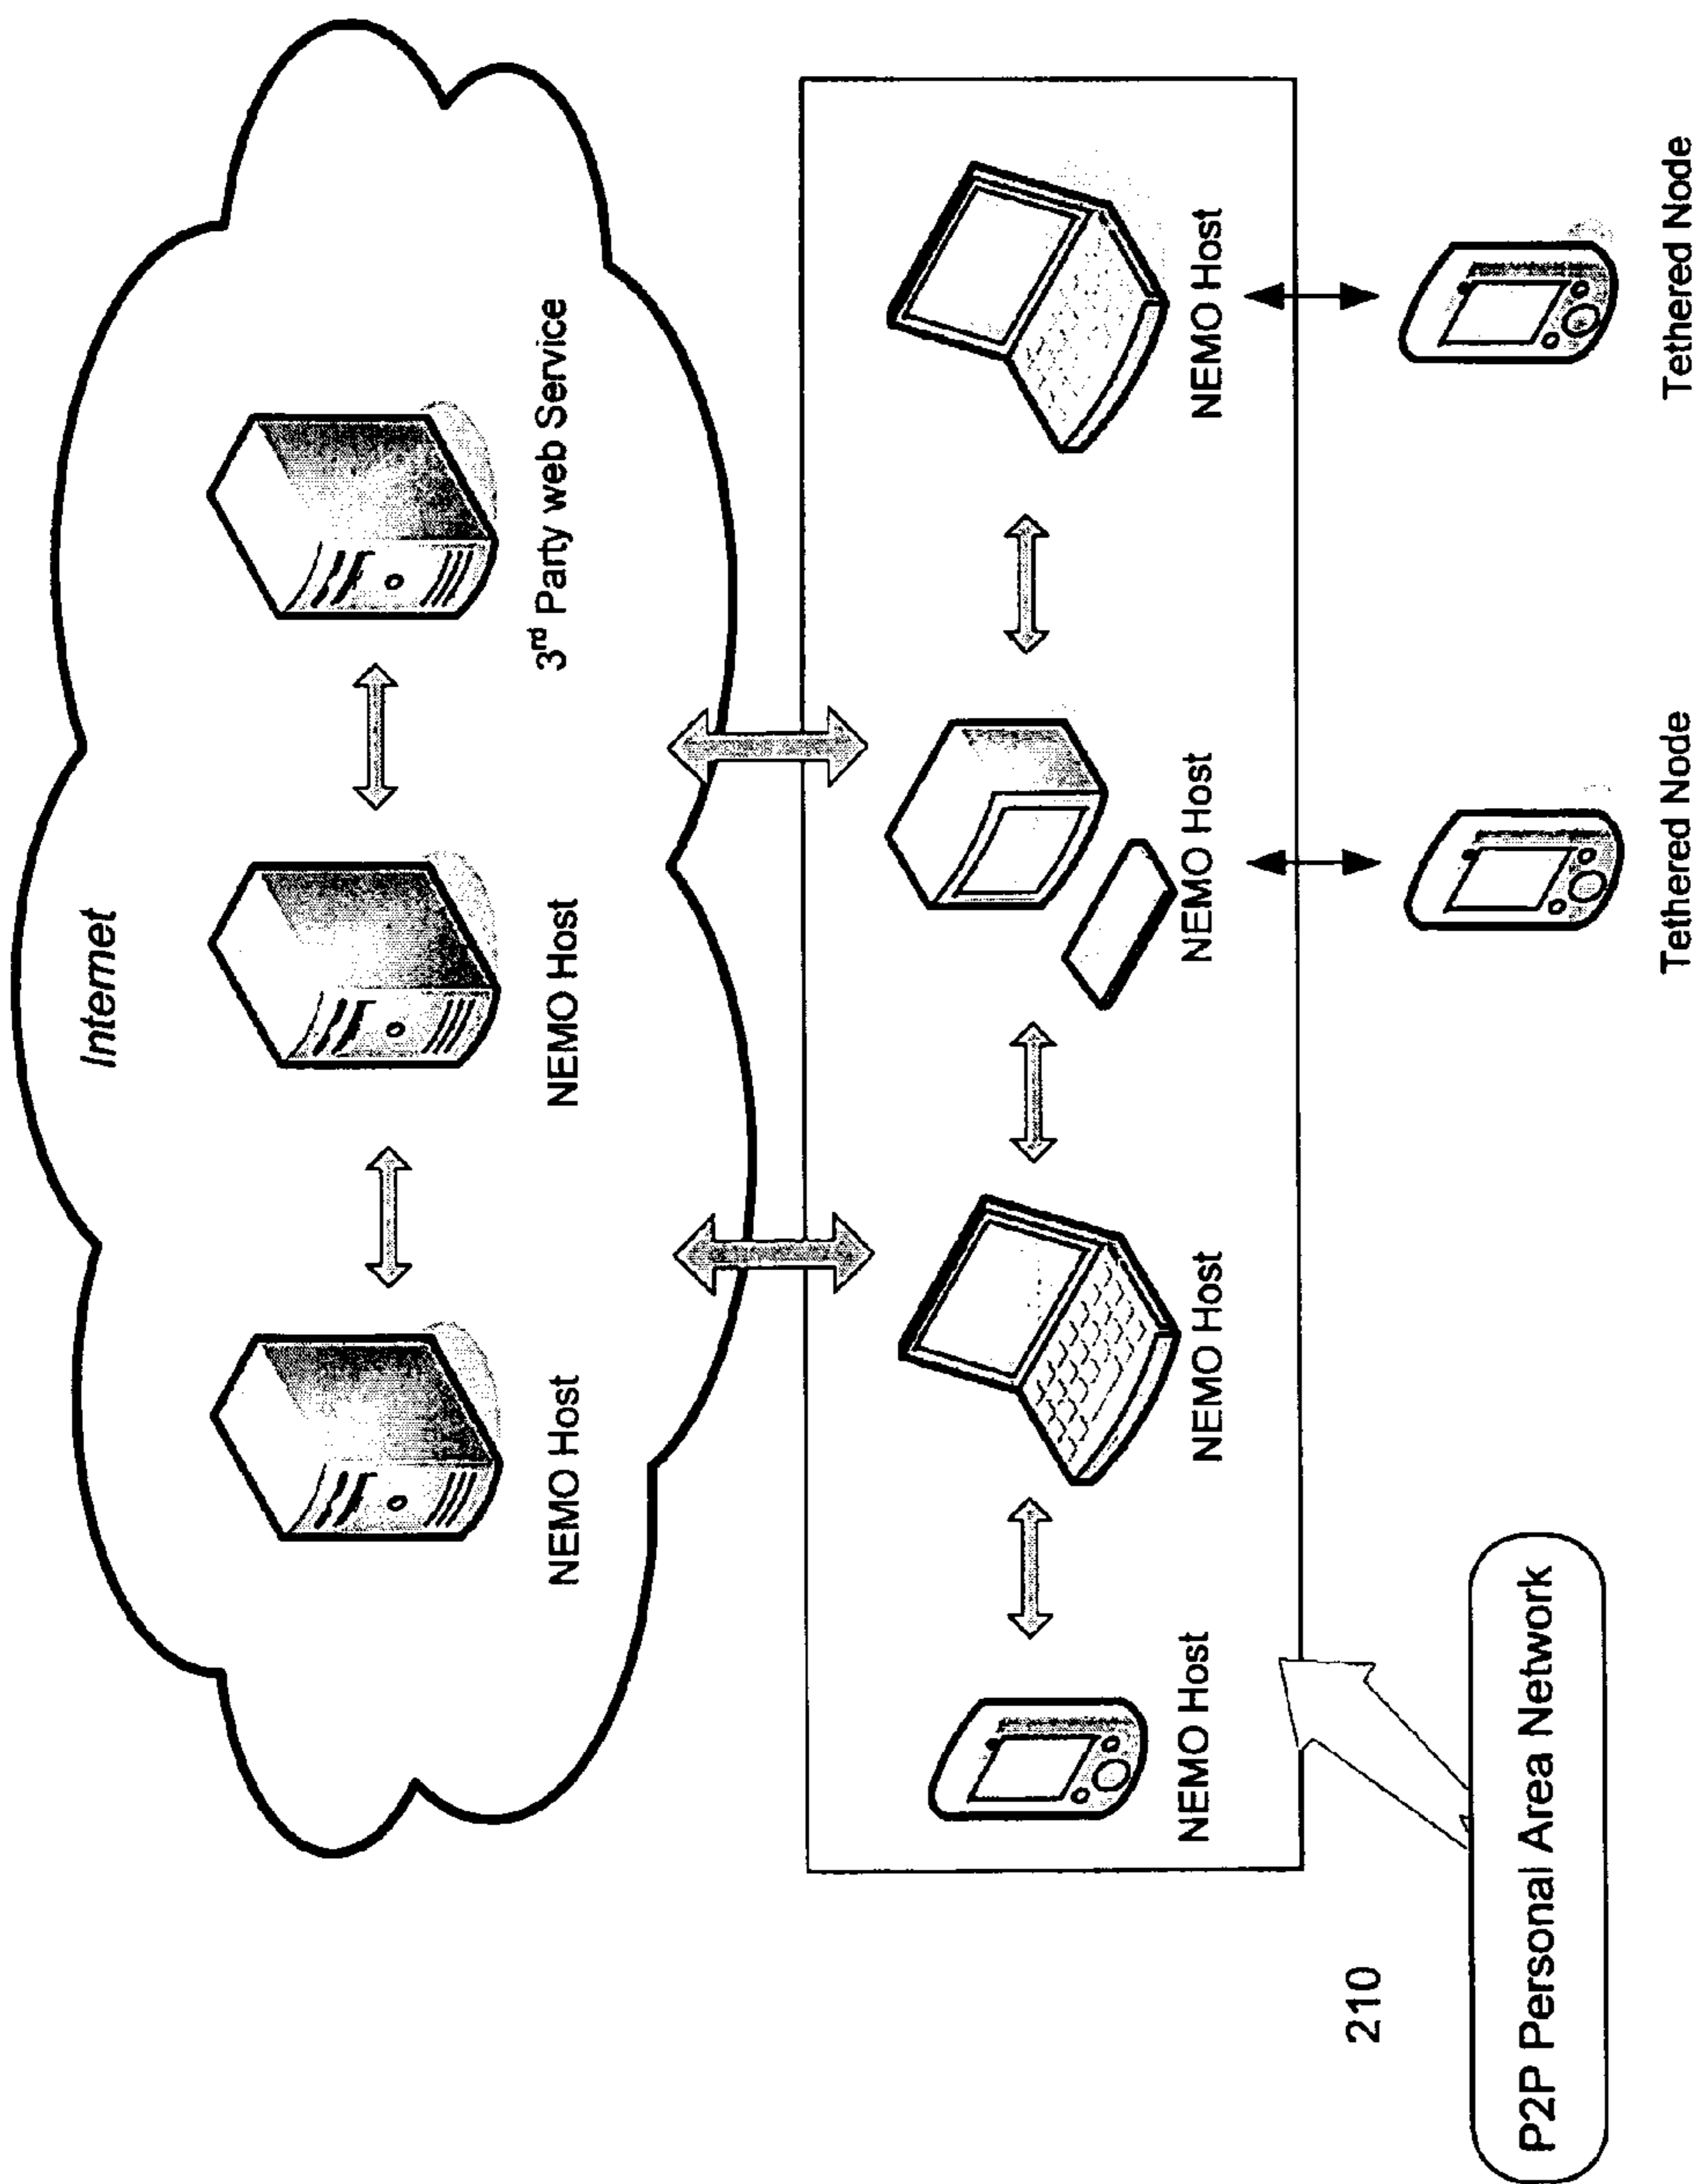 Internet
NEMO Host
NEMO Host
3rd Party web Service
NEMO Host
NEMO Host
NEMO Host
NEMO Host
210
P2P Personal Area Network
Tethered Node
Tethered Node